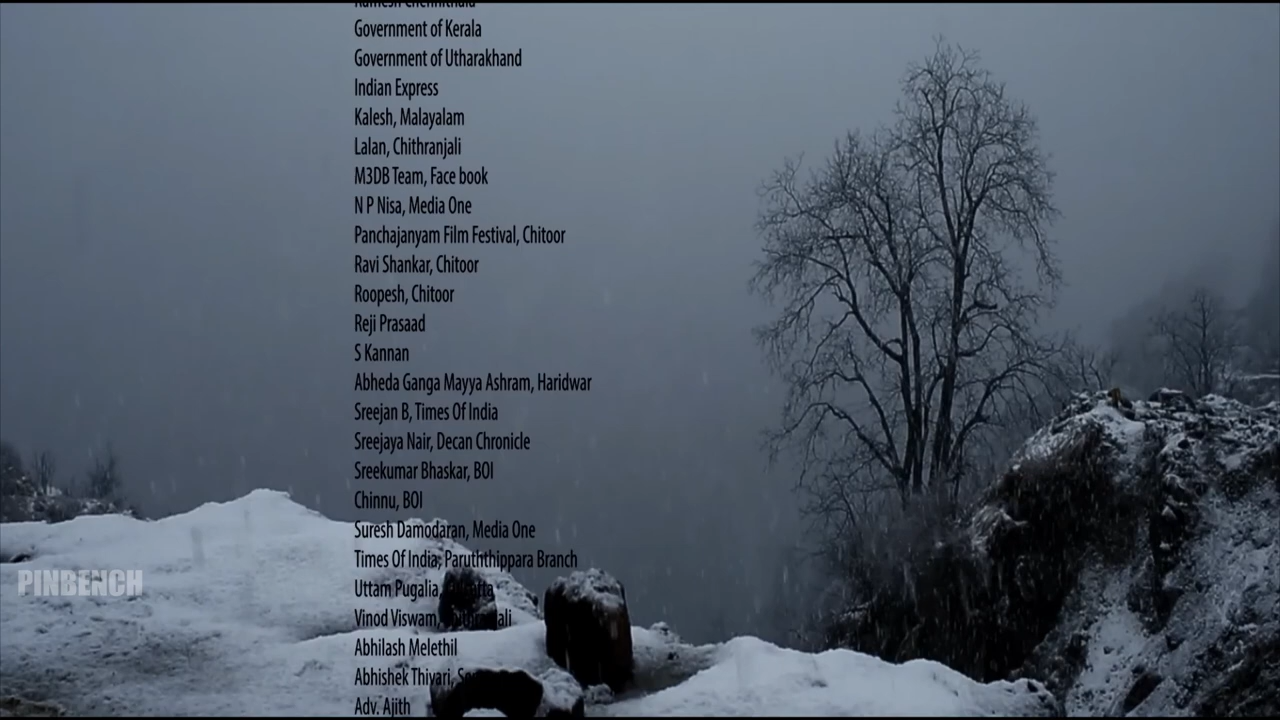 Ramesh Chennithala
Government of Kerala
Government of Utharakhand
Indian Express
Kalesh, Malayalam
Lalan, Chithranjali
M3DB Team, Face book
N P Nisa, Media One
Panchajanyam Film Festival, Chitoor
Ravi Shankar, Chitoor
Roopesh, Chitoor
Reji Prasaad
S Kannan
Abheda Ganga Mayya Ashram, Haridwar
Sreejan B, Times Of India
Sreejaya Nair, Decan Chronicle
Sreekumar Bhaskar, BOI
Chinnu, BOI
Suresh Damodaran, Media One
Times Of India, Paruththippara Branch
PINBENCH
Uttam Pugalia,
Vinod Viswam,
Abhilash Melethil
Abhishek Thivari,
Adv. Ajith